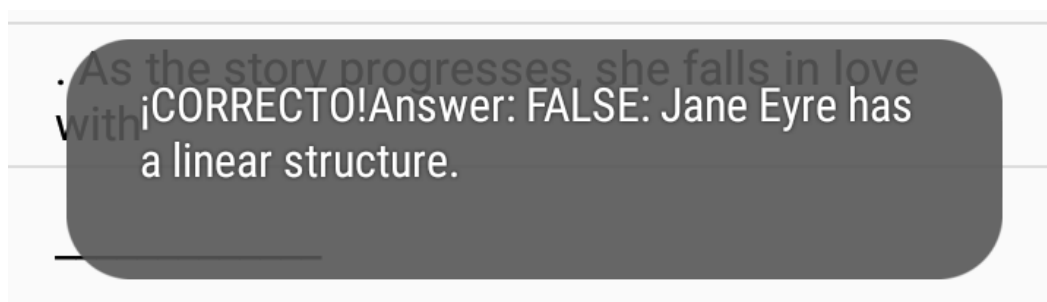 . As the story progresses, she falls in love
with
¡CORRECTO!Answer: FALSE: Jane Eyre has
a linear structure.